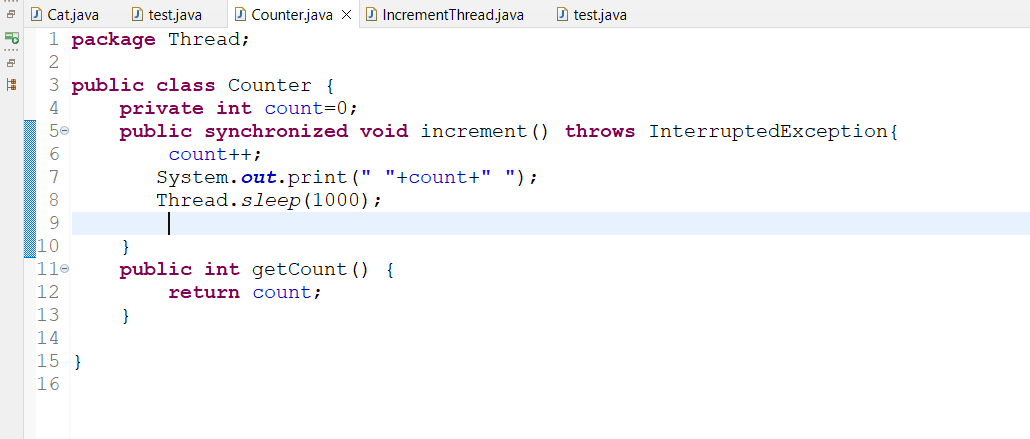 Cat.java test.java Counter.java IncrementThread.java test.java
1 package Thread;
2
3 public class Counter {
4 private int count=0;
5 public synchronized void increment() throws InterruptedException{
6 count++;
7 System.out.print(" "+count+" ");
8 Thread.sleep(1000);
9
10 }
11 public int getCount() {
12 return count;
13 }
14
15 }
16